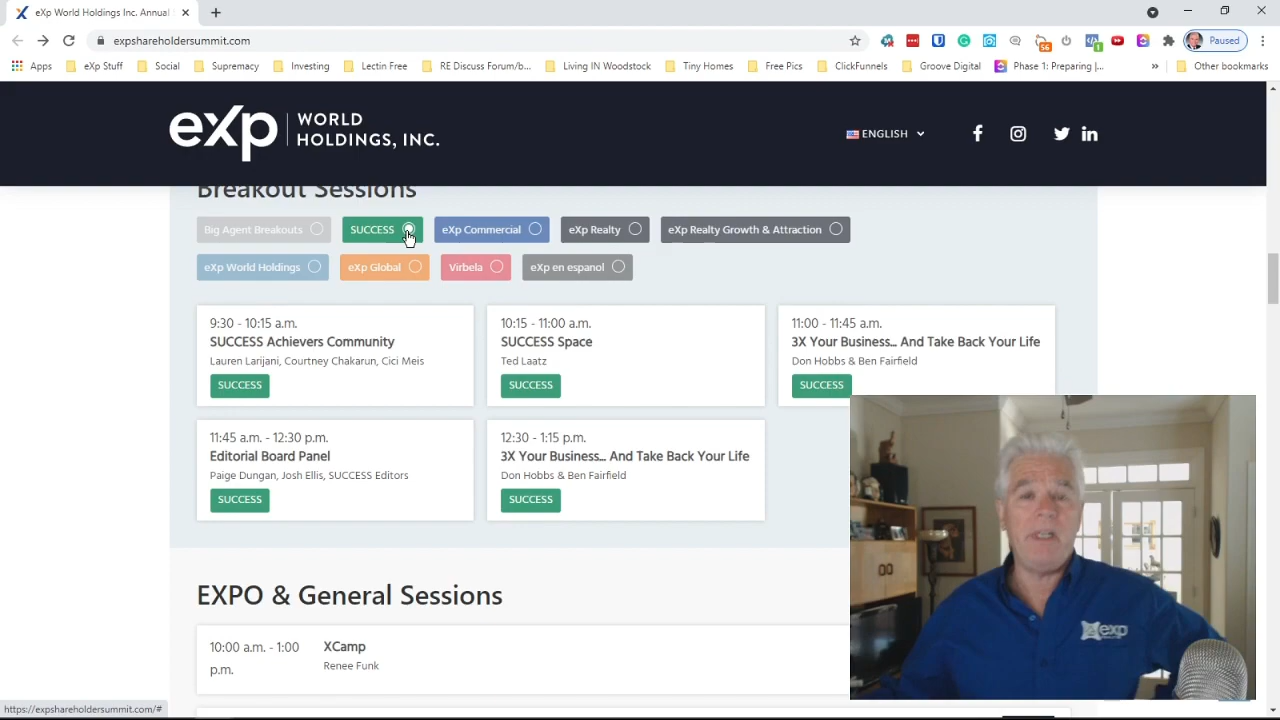 eXp World Holdings Inc. Annual
expshareholdersummit.com
56
1
Paused
Apps
eXp Stuff
Social
Supremacy
Investing
Lectin Free
RE Discuss Forum/b...
Living IN Woodstock
Tiny Homes
Free Pics
ClickFunnels
Groove Digital
Phase 1: Preparing |...
»
Other bookmarks
eXp WORLD
HOLDINGS, INC.
ENGLISH
Breakout Sessions
Big Agent Breakouts
SUCCESS
eXp Commercial
eXp Realty
eXp Realty Growth & Attraction
eXp World Holdings
eXp Global
Virbela
eXp en espanol
9:30 - 10:15 a.m.
SUCCESS Achievers Community
Lauren Larijani, Courtney Chakarun, Cici Meis
SUCCESS
10:15 - 11:00 a.m.
SUCCESS Space
Ted Laatz
SUCCESS
11:00 - 11:45 a.m.
3X Your Business... And Take Back Your Life
Don Hobbs & Ben Fairfield
SUCCESS
11:45 a.m. - 12:30 p.m.
Editorial Board Panel
Paige Dungan, Josh Ellis, SUCCESS Editors
SUCCESS
12:30 - 1:15 p.m.
3X Your Business... And Take Back Your Life
Don Hobbs & Ben Fairfield
SUCCESS
EXPO & General Sessions
10:00 a.m. - 1:00
p.m.
XCamp
Renee Funk
exp
https://expshareholdersummit.com/#